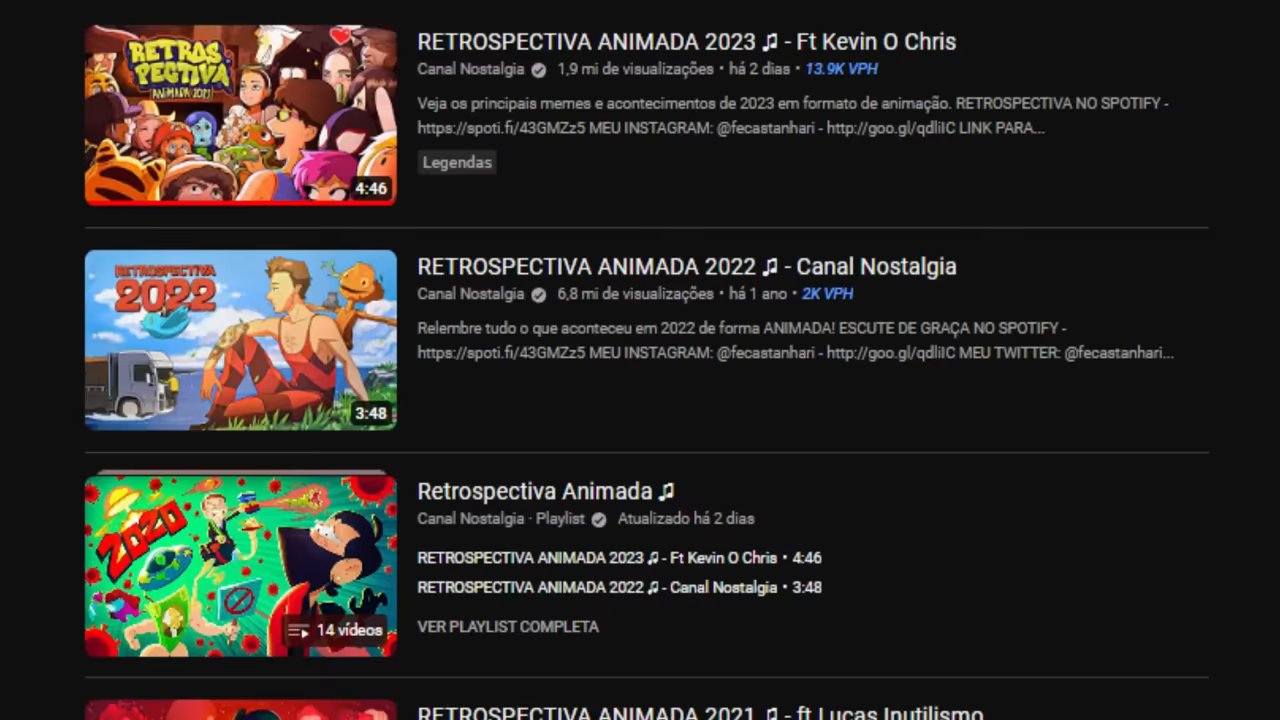 RETROS
PECTIVA
ANIMADA 2023
4:46
RETROSPECTIVA ANIMADA 2023 🎵 - Ft Kevin O Chris
Canal Nostalgia 1,9 mi de visualizações • há 2 dias • 13.9K VPH
Veja os principais memes e acontecimentos de 2023 em formato de animação. RETROSPECTIVA NO SPOTIFY -
https://spoti.fi/43GMZz5 MEU INSTAGRAM: @fecastanhari - http://goo.gl/qdliIC LINK PARA...
Legendas
RETROSPECTIVA
2022
3:48
RETROSPECTIVA ANIMADA 2022 🎵 - Canal Nostalgia
Canal Nostalgia 6,8 mi de visualizações • há 1 ano • 2K VPH
Relembre tudo o que aconteceu em 2022 de forma ANIMADA! ESCUTE DE GRAÇA NO SPOTIFY -
https://spoti.fi/43GMZz5 MEU INSTAGRAM: @fecastanhari - http://goo.gl/qdliIC MEU TWITTER: @fecastanhari...
2020
14 vídeos
Retrospectiva Animada 🎵
Canal Nostalgia · Playlist Atualizado há 2 dias
RETROSPECTIVA ANIMADA 2023 🎵 - Ft Kevin O Chris • 4:46
RETROSPECTIVA ANIMADA 2022 🎵 - Canal Nostalgia • 3:48
VER PLAYLIST COMPLETA
RETROSPECTIVA ANIMADA 2021 🎵 - ft Lucas Inutilismo